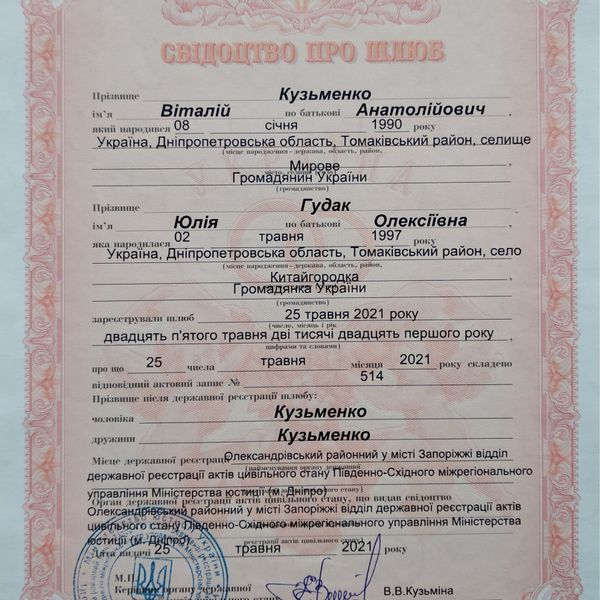 СВІДОЦТВО ПРО ШЛЮБ
Прізвище Кузьменко
ім'я Віталій по батькові Анатолійович ,
який народився 08 січня 1990 року
Україна, Дніпропетровська область, Томаківський район, селище
(місце народження – держава, область, район,
Мирове
Громадянин України
(громадянство)
Прізвище Гудак
ім'я Юлія по батькові Олексіївна ,
яка народилася 02 травня 1997 року
Україна, Дніпропетровська область, Томаківський район, село
(місце народження – держава, область, район,
Китайгородка
Громадянка України
(громадянство)
зареєстрували шлюб 25 травня 2021 року
(число, місяць і рік
двадцять п'ятого травня дві тисячі двадцять першого року
цифрами та словами)
про що 25 числа травня місяця 2021 року складено
відповідний актовий запис № 514
Прізвище після державної реєстрації шлюбу:
чоловіка Кузьменко
дружини Кузьменко
Місце державної реєстрації Олександрівський районний у місті Запоріжжі відділ
(найменування органу державної
державної реєстрації актів цивільного стану Південно-Східного міжрегіонального
управління Міністерства юстиції (м. Дніпро)
Орган державної реєстрації актів цивільного стану, що видав свідоцтво
Олександрівський районний у місті Запоріжжі відділ державної реєстрації актів
цивільного стану Південно-Східного міжрегіонального управління Міністерства
юстиції (м. Дніпро)
реєстрації актів цивільного стану)
Дата видачі 25 травня 2021 року
М.П.
Керівник органу державної
В.В.Кузьміна